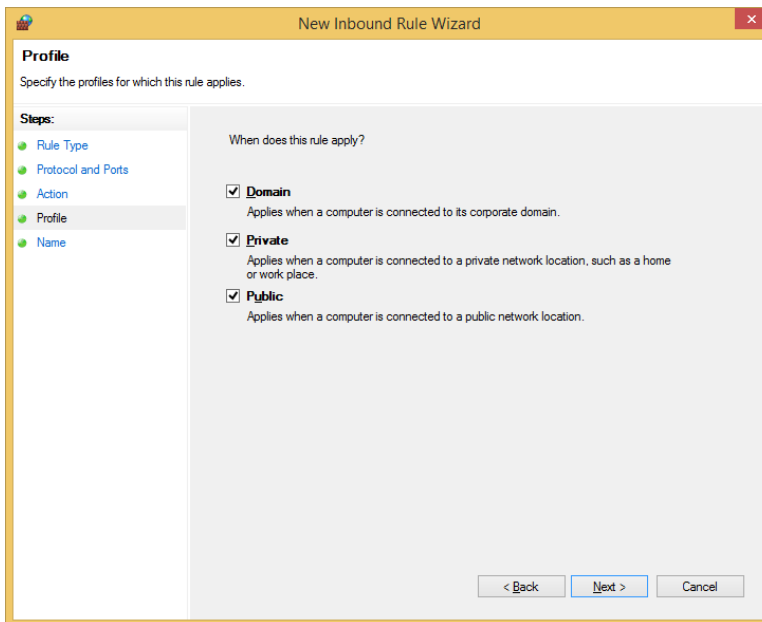 New Inbound Rule Wizard
Profile
Specify the profiles for which this rule applies.
Steps:
Rule Type
Protocol and Ports
Action
Profile
Name
When does this rule apply?
Domain
Applies when a computer is connected to its corporate domain.
Private
Applies when a computer is connected to a private network location, such as a home
or work place.
Public
Applies when a computer is connected to a public network location.
< Back
Next >
Cancel